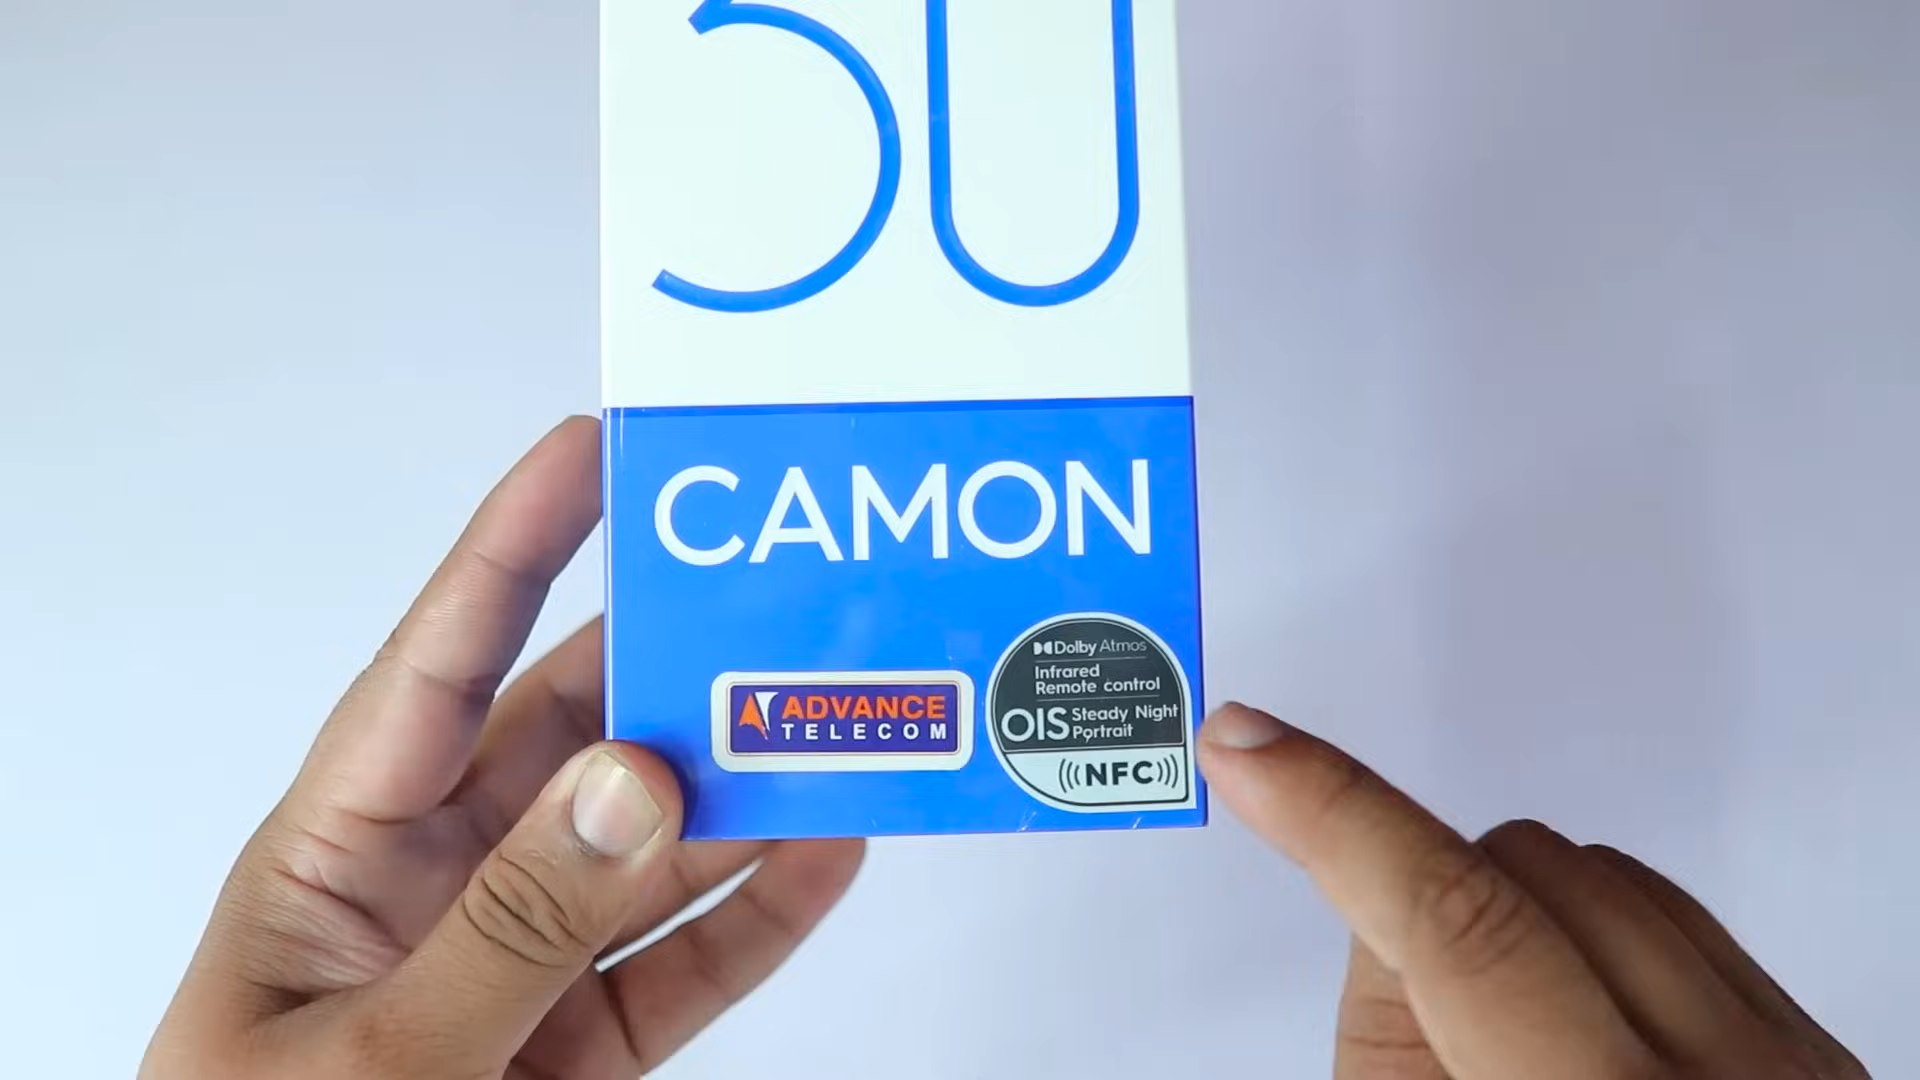 30
CAMON
ADVANCE
TELECOM
Dolby Atmos
Infrared
Remote control
OIS Steady Night
Portrait
NFC